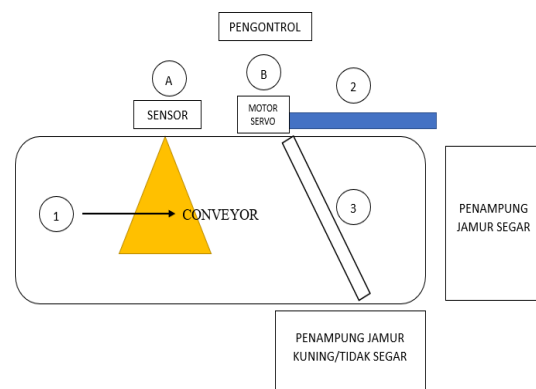 PENGONTROL
A
B
2
SENSOR
MOTOR
SERVO
1
CONVEYOR
3
PENAMPUNG
JAMUR SEGAR
PENAMPUNG JAMUR
KUNING/TIDAK SEGAR